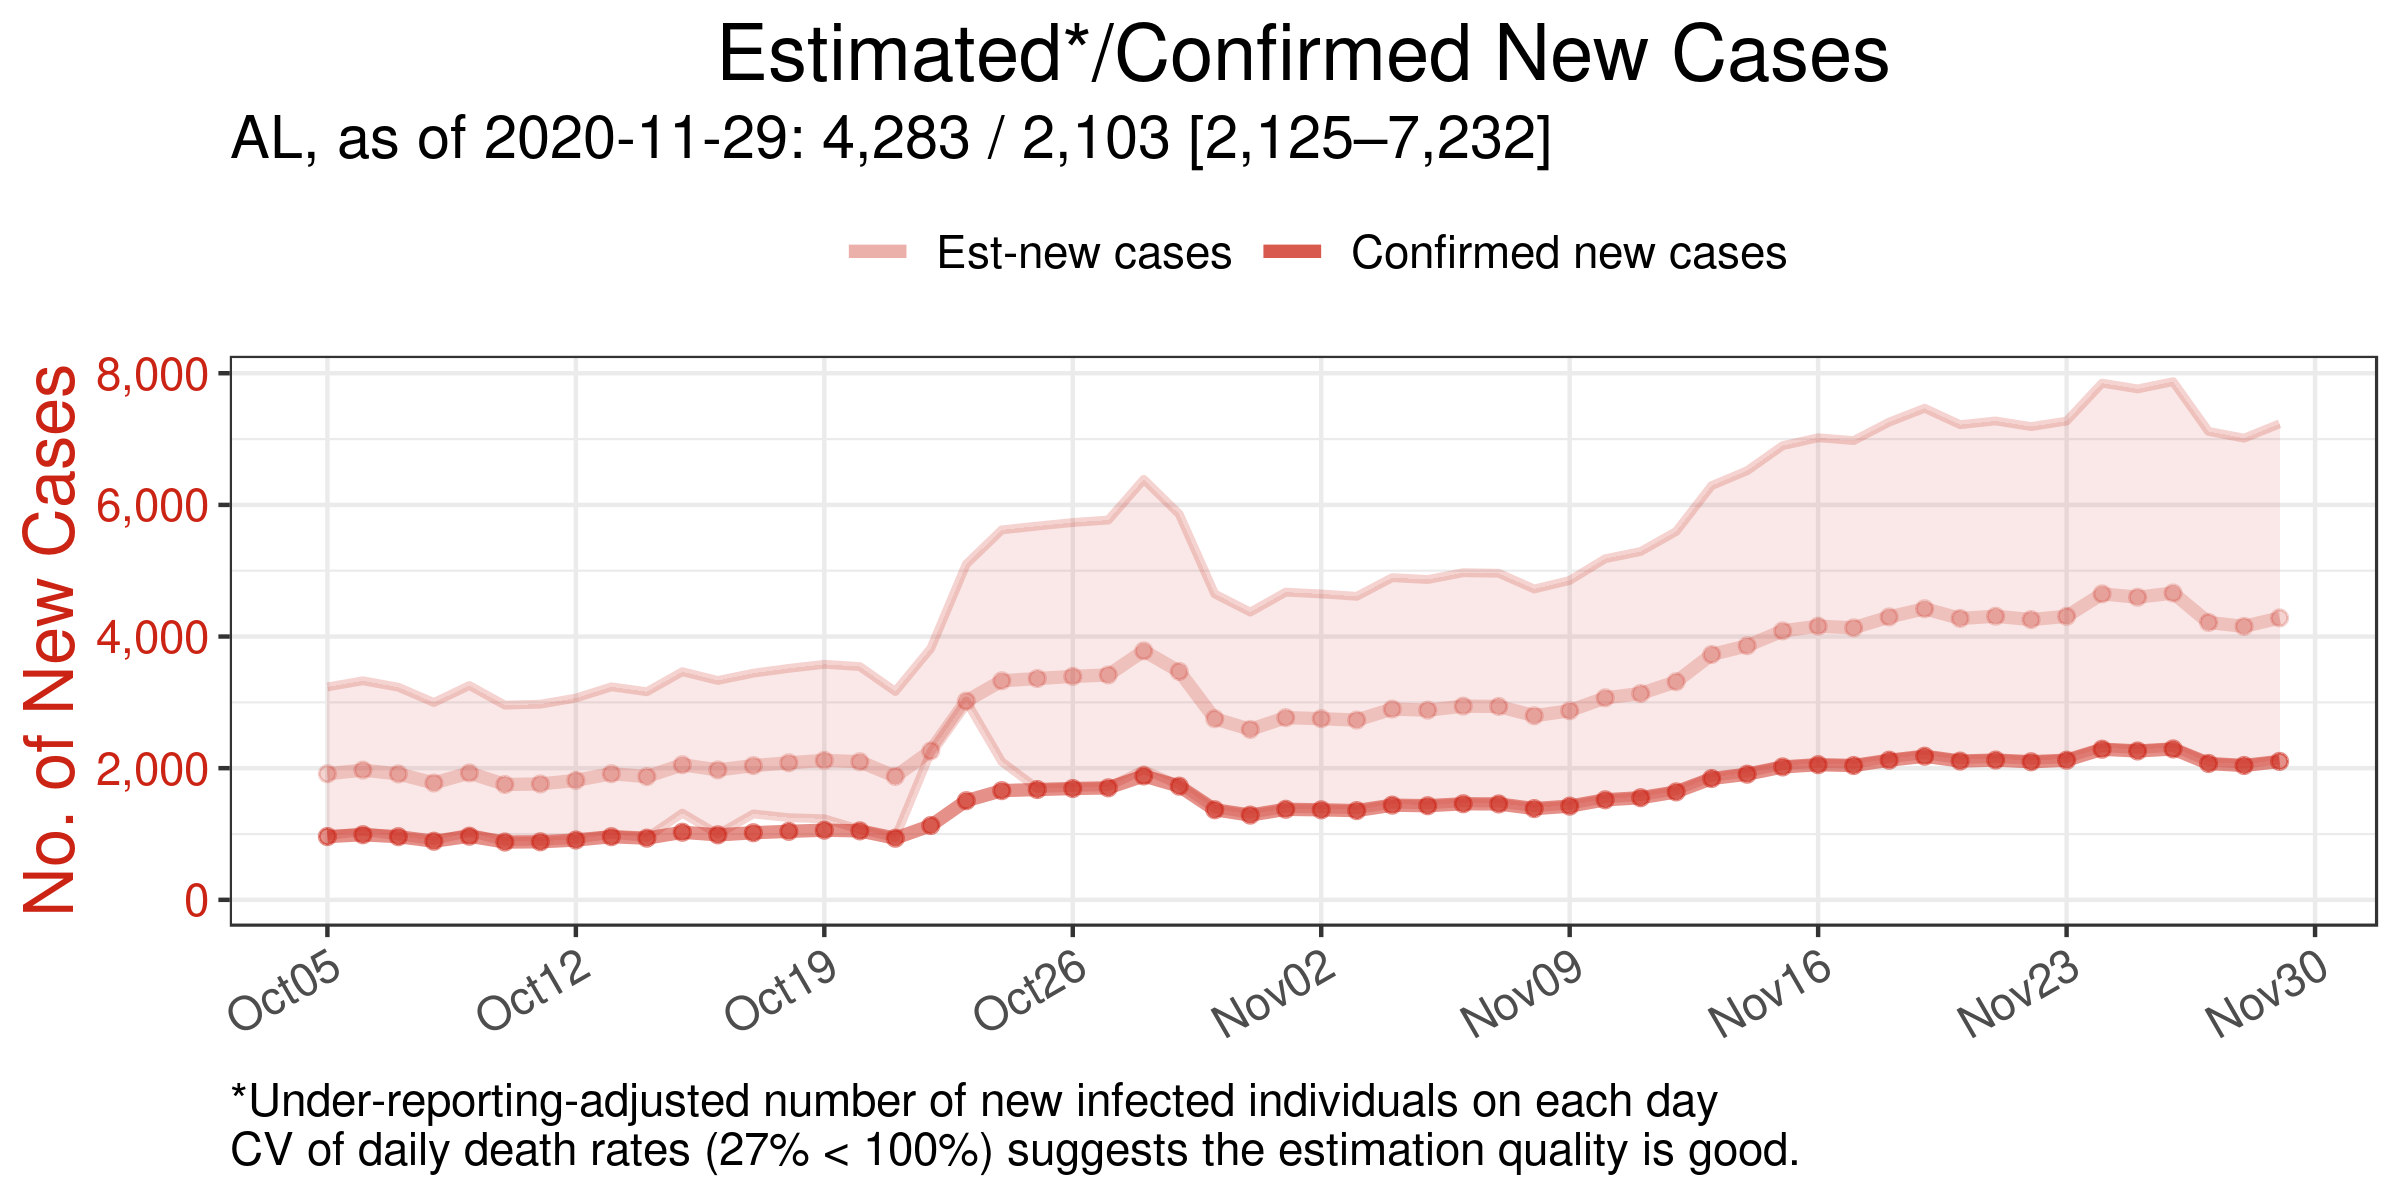 Estimated*/Confirmed New Cases
AL, as of 2020-11-29: 4,283 / 2,103 [2,125–7,232]
Est-new cases
Confirmed new cases
No. of New Cases
8,000
6,000
4,000
2,000
0
Oct05
Oct12
Oct19
Oct26
Nov02
Nov09
Nov16
Nov23
Nov30
*Under-reporting-adjusted number of new infected individuals on each day
CV of daily death rates (27% < 100%) suggests the estimation quality is good.